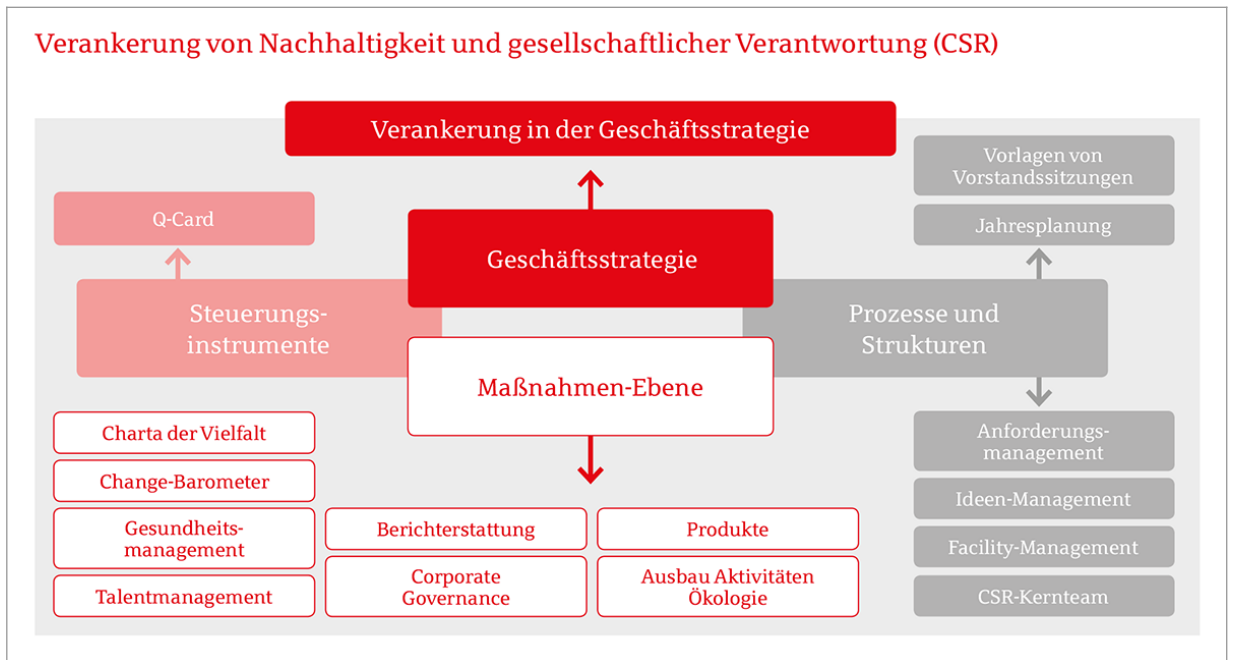 Verankerung von Nachhaltigkeit und gesellschaftlicher Verantwortung (CSR)
Verankerung in der Geschäftsstrategie
Vorlagen von
Vorstandssitzungen
Q-Card
Jahresplanung
Geschäftsstrategie
Steuerungs-
instrumente
Prozesse und
Strukturen
Maßnahmen-Ebene
Charta der Vielfalt
Change-Barometer
Gesundheits-
management
Talentmanagement
Berichterstattung
Corporate
Governance
Produkte
Ausbau Aktivitäten
Ökologie
Anforderungs-
management
Ideen-Management
Facility-Management
CSR-Kernteam